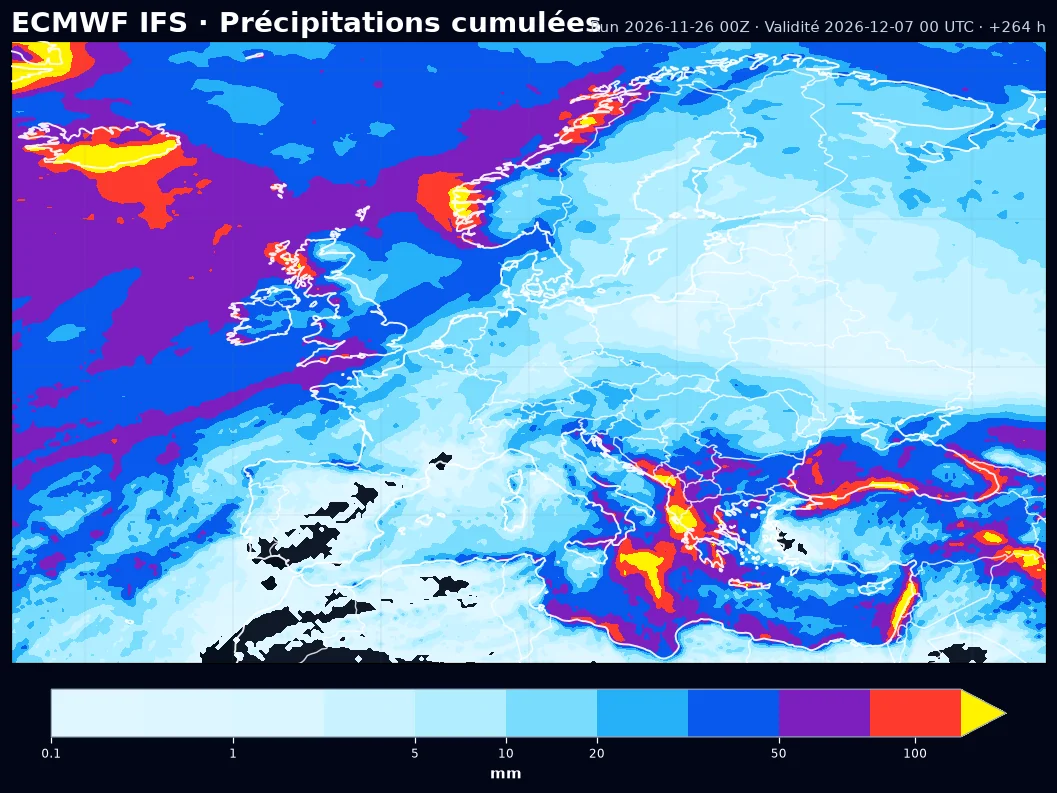 ECMWF IFS · Précipitations cumulées
Run 2026-11-26 00Z · Validité 2026-12-07 00 UTC · +264 h
0.1 1 5 10 20 50 100
mm